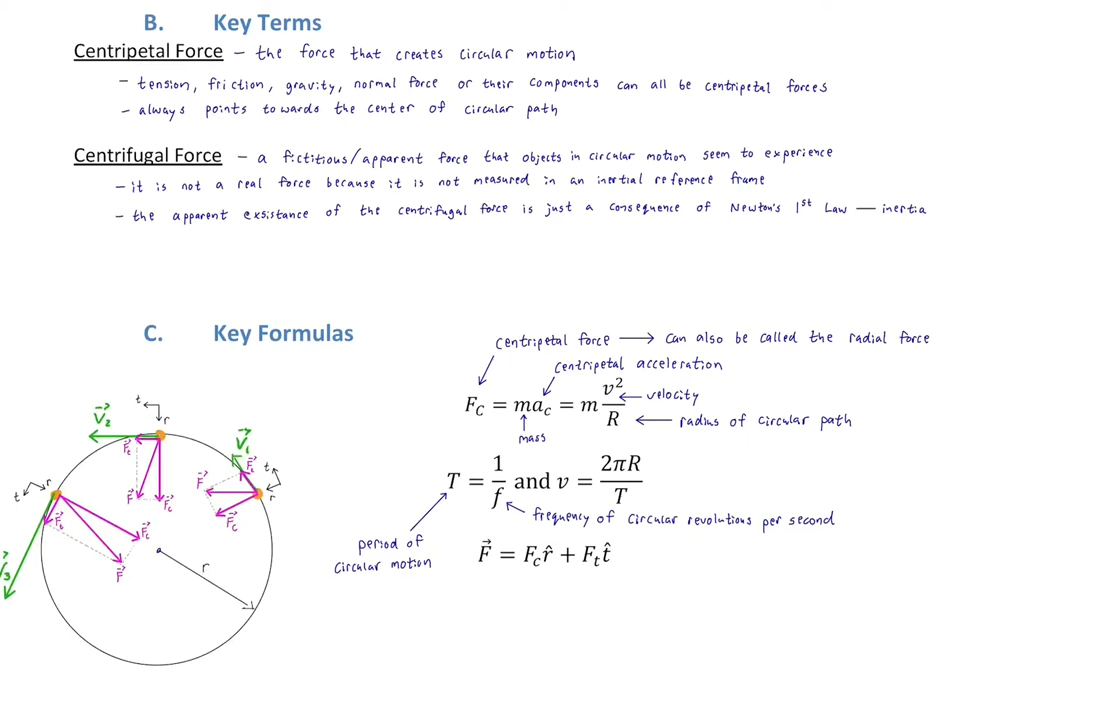 B. Key Terms
Centripetal Force – the force that creates circular motion
– tension, friction, gravity, normal force or their components can all be centripetal forces
– always points towards the center of circular path
Centrifugal Force – a fictitious/apparent force that objects in circular motion seem to experience
– it is not a real force because it is not measured in an inertial reference frame
– the apparent exsistance of the centrifugal force is just a consequence of Newton's 1st Law — inertia
C. Key Formulas
centripetal force → can also be called the radial force
centripetal acceleration
F_C = ma_c = m v²/R
velocity
radius of circular path
mass
T = 1/f and v = 2πR/T
frequency of circular revolutions per second
period of
circular motion
F⃗ = F_c r̂ + F_t t̂
t
r
V⃗₂
F⃗t
F⃗
F⃗c
V⃗₁
F⃗t
t
r
F⃗
F⃗c
t
r
F⃗t
F⃗c
F⃗
V⃗₃
r